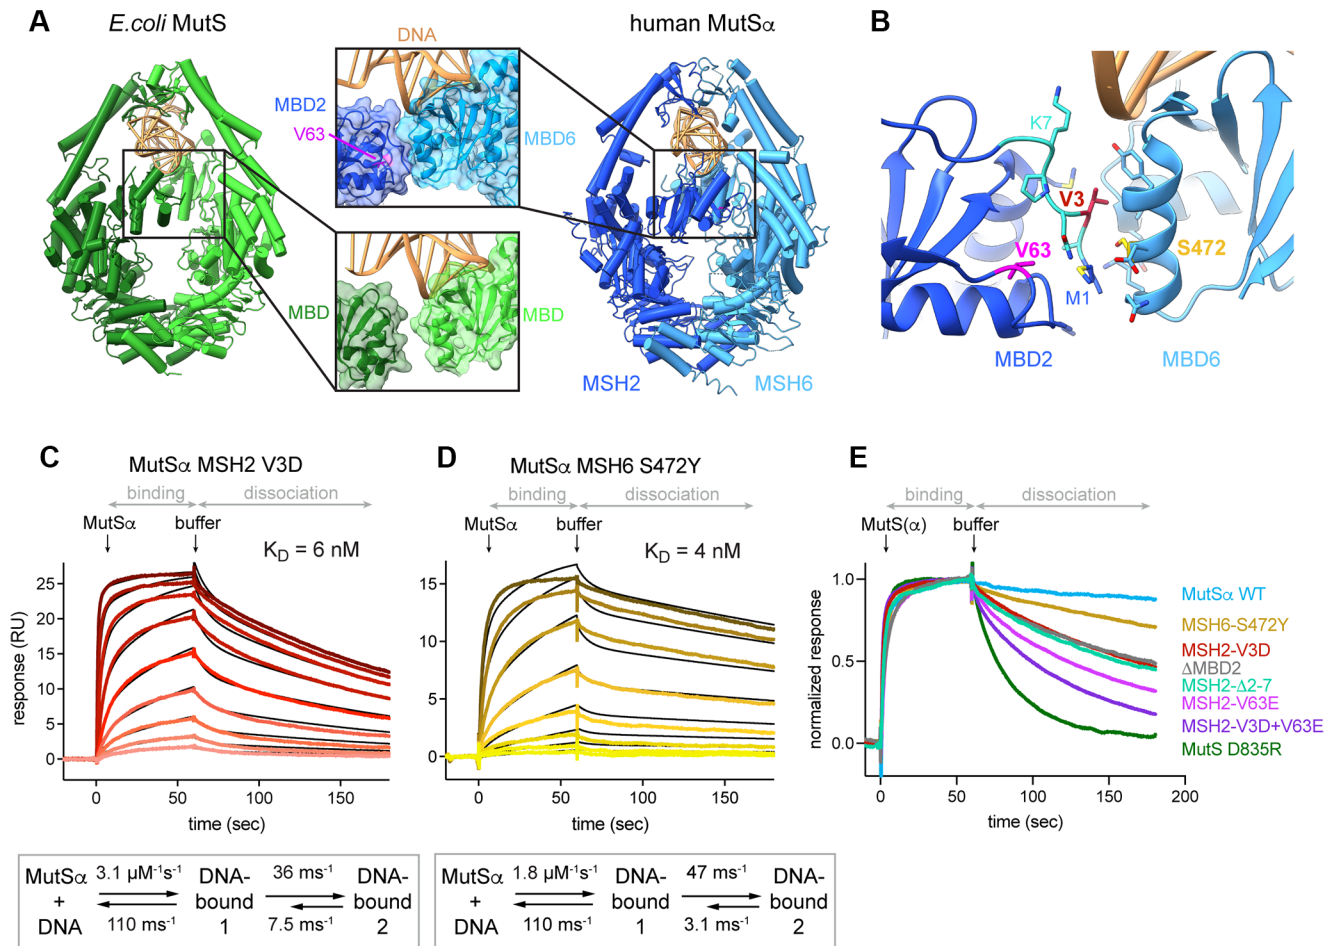 A
E.coli MutS
human MutSα
DNA
MBD2
V63
MBD6
MBD
MBD
MSH2
MSH6
B
K7
V3
V63
S472
M1
MBD2
MBD6
C
MutSα MSH2 V3D
binding
dissociation
MutSα
buffer
K_D = 6 nM
response (RU)
25
20
15
10
5
0
0
50
100
150
time (sec)
MutSα + DNA
3.1 µM⁻¹s⁻¹
110 ms⁻¹
DNA-bound 1
36 ms⁻¹
7.5 ms⁻¹
DNA-bound 2
D
MutSα MSH6 S472Y
binding
dissociation
MutSα
buffer
K_D = 4 nM
15
10
5
0
0
50
100
150
time (sec)
MutSα + DNA
1.8 µM⁻¹s⁻¹
110 ms⁻¹
DNA-bound 1
47 ms⁻¹
3.1 ms⁻¹
DNA-bound 2
E
binding
dissociation
MutS(α)
buffer
normalized response
1.0
0.5
0.0
0
50
100
150
200
time (sec)
MutSα WT
MSH6-S472Y
MSH2-V3D
ΔMBD2
MSH2-Δ2-7
MSH2-V63E
MSH2-V3D+V63E
MutS D835R